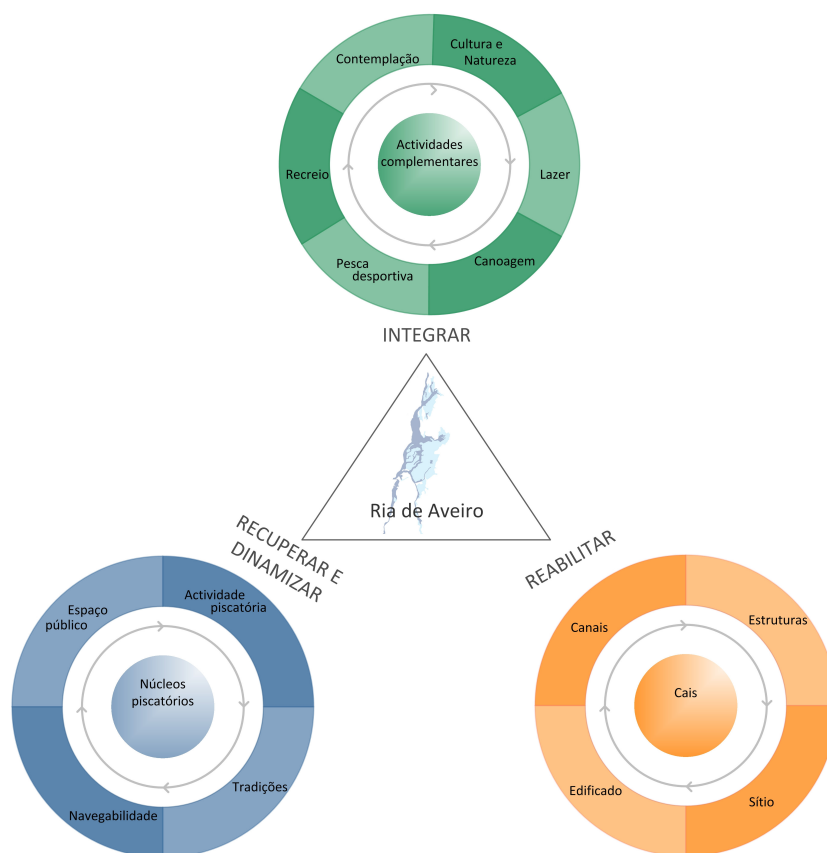 Contemplação
Cultura e
Natureza
Recreio
Actividades
complementares
Lazer
Pesca
desportiva
Canoagem
INTEGRAR
Ria de Aveiro
RECUPERAR E
DINAMIZAR
REABILITAR
Espaço
público
Actividade
piscatória
Núcleos
piscatórios
Navegabilidade
Tradições
Canais
Estruturas
Cais
Edificado
Sítio